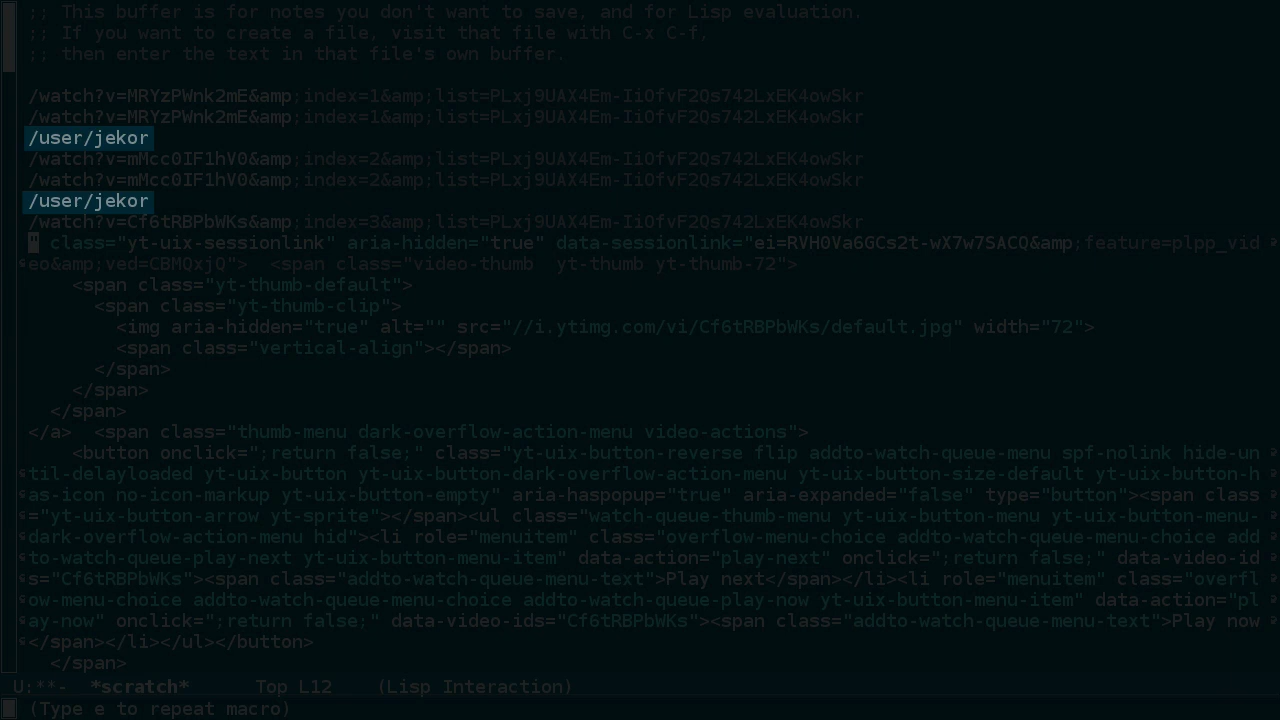 ;; This buffer is for notes you don't want to save, and for Lisp evaluation.
;; If you want to create a file, visit that file with C-x C-f,
;; then enter the text in that file's own buffer.
/watch?v=MRYzPWnk2mE&amp;index=1&amp;list=PLxj9UAX4Em-IiOfvF2Qs742LxEK4owSkr
/watch?v=MRYzPWnk2mE&amp;index=1&amp;list=PLxj9UAX4Em-IiOfvF2Qs742LxEK4owSkr
/user/jekor
/watch?v=mMcc0IF1hV0&amp;index=2&amp;list=PLxj9UAX4Em-IiOfvF2Qs742LxEK4owSkr
/watch?v=mMcc0IF1hV0&amp;index=2&amp;list=PLxj9UAX4Em-IiOfvF2Qs742LxEK4owSkr
/user/jekor
/watch?v=Cf6tRBPbWKs&amp;index=3&amp;list=PLxj9UAX4Em-IiOfvF2Qs742LxEK4owSkr
" class="yt-uix-sessionlink" aria-hidden="true" data-sessionlink="ei=RVH0Va6GCs2t-wX7w7SACQ&amp;feature=plpp_vid
eo&amp;ved=CBMQxjQ">  <span class="video-thumb  yt-thumb yt-thumb-72">
<span class="yt-thumb-default">
<span class="yt-thumb-clip">
<img aria-hidden="true" alt="" src="//i.ytimg.com/vi/Cf6tRBPbWKs/default.jpg" width="72">
<span class="vertical-align"></span>
</span>
</span>
</span>
</a>  <span class="thumb-menu dark-overflow-action-menu video-actions">
<button onclick=";return false;" class="yt-uix-button-reverse flip addto-watch-queue-menu spf-nolink hide-un
til-delayloaded yt-uix-button yt-uix-button-dark-overflow-action-menu yt-uix-button-size-default yt-uix-button-h
as-icon no-icon-markup yt-uix-button-empty" aria-haspopup="true" aria-expanded="false" type="button"><span class
="yt-uix-button-arrow yt-sprite"></span><ul class="watch-queue-thumb-menu yt-uix-button-menu yt-uix-button-menu-
dark-overflow-action-menu hid"><li role="menuitem" class="overflow-menu-choice addto-watch-queue-menu-choice add
to-watch-queue-play-next yt-uix-button-menu-item" data-action="play-next" onclick=";return false;" data-video-id
s="Cf6tRBPbWKs"><span class="addto-watch-queue-menu-text">Play next</span></li><li role="menuitem" class="overfl
ow-menu-choice addto-watch-queue-menu-choice addto-watch-queue-play-now yt-uix-button-menu-item" data-action="pl
ay-now" onclick=";return false;" data-video-ids="Cf6tRBPbWKs"><span class="addto-watch-queue-menu-text">Play now
</span></li></ul></button>
</span>
U:**-  *scratch*      Top L12    (Lisp Interaction)
(Type e to repeat macro)